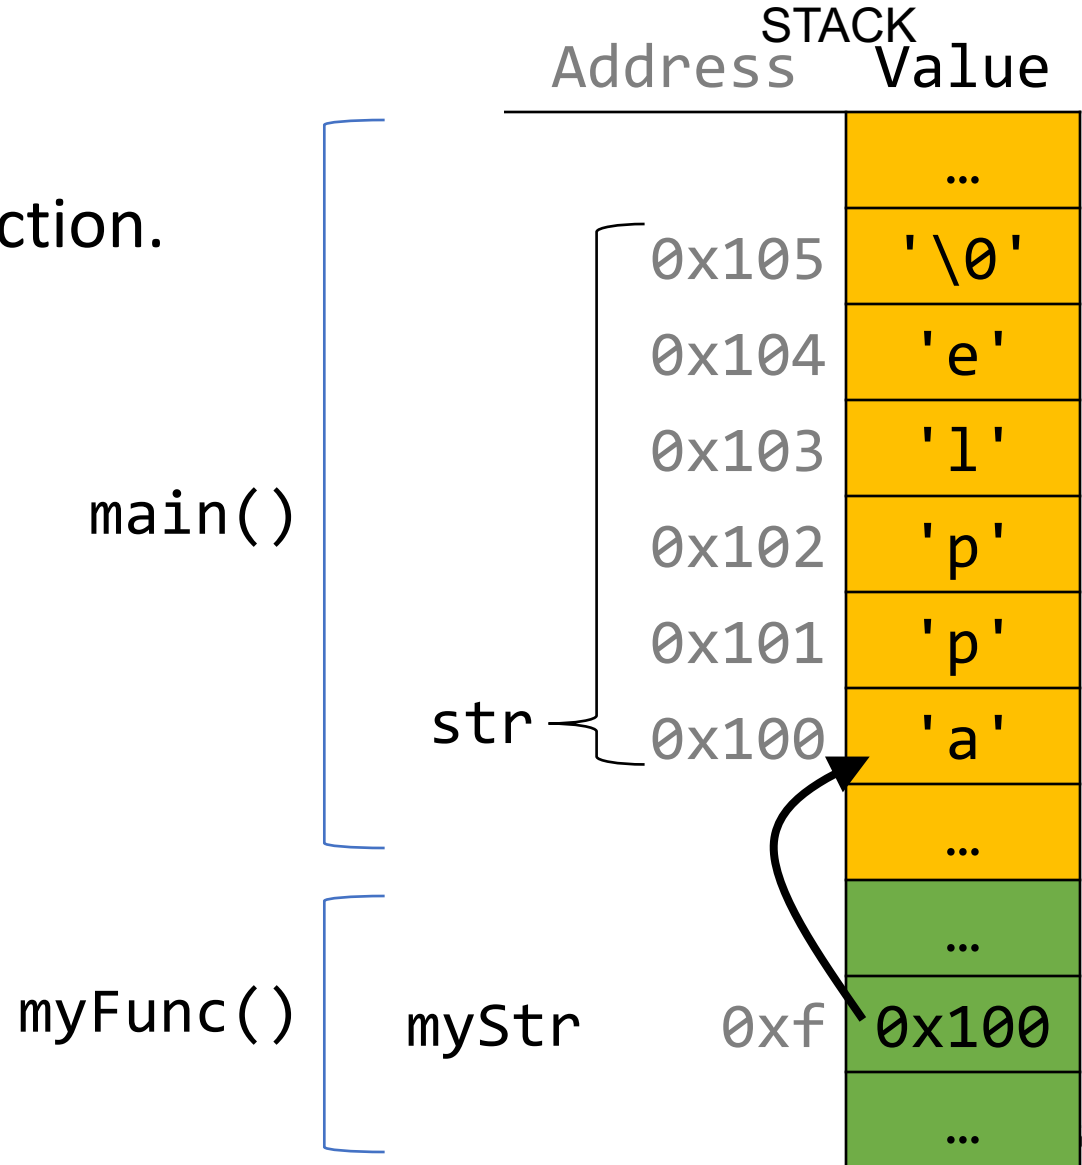 STACK
Address Value
…
ction.
0x105 '\0'
0x104 'e'
0x103 'l'
main()
0x102 'p'
0x101 'p'
str 0x100 'a'
…
…
myFunc() myStr 0xf 0x100
…